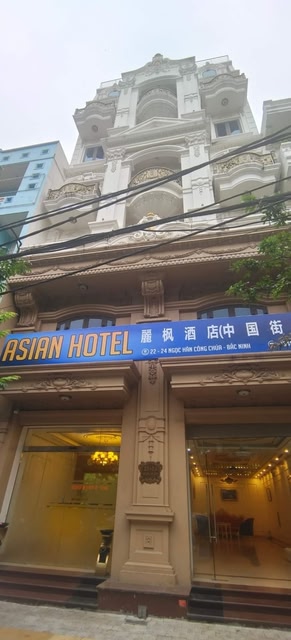 ASIAN HOTEL
麗枫酒店(中国街
22 - 24 NGỌC HÂN CÔNG CHÚA - BẮC NINH